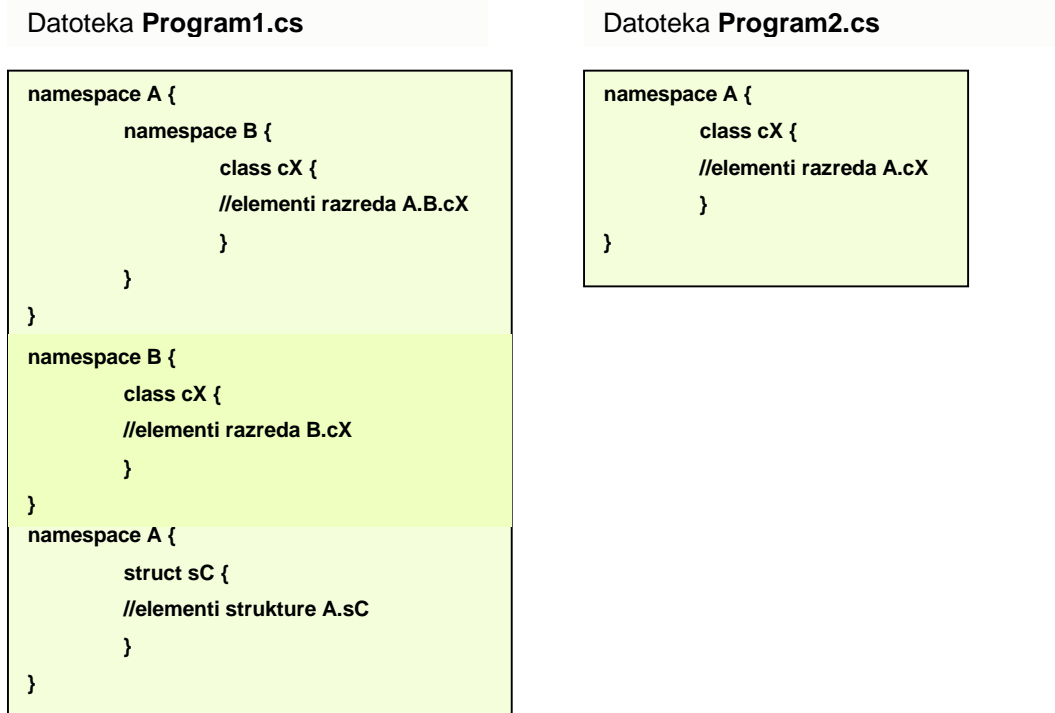 Datoteka Program1.cs
namespace A {
namespace B {
class cX {
//elementi razreda A.B.cX
}
}
}
namespace B {
class cX {
//elementi razreda B.cX
}
}
namespace A {
struct sC {
//elementi strukture A.sC
}
}
Datoteka Program2.cs
namespace A {
class cX {
//elementi razreda A.cX
}
}